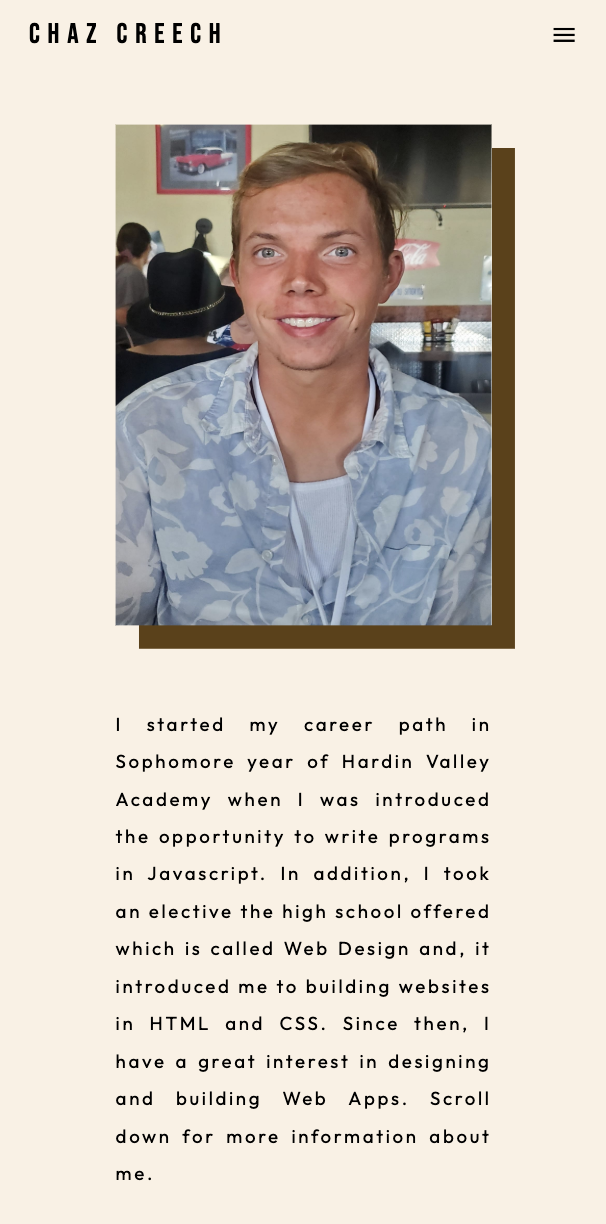 CHAZ CREECH
Coca-Cola
I started my career path in
Sophomore year of Hardin Valley
Academy when I was introduced
the opportunity to write programs
in Javascript. In addition, I took
an elective the high school offered
which is called Web Design and, it
introduced me to building websites
in HTML and CSS. Since then, I
have a great interest in designing
and building Web Apps. Scroll
down for more information about
me.